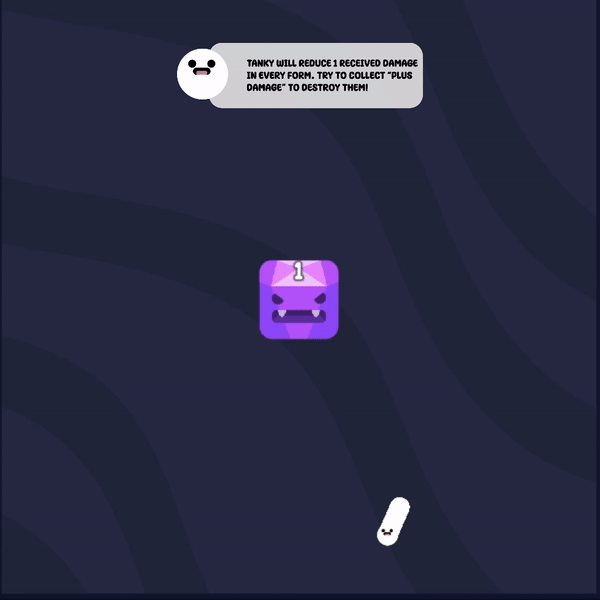 TANKY WILL REDUCE 1 RECEIVED DAMAGE
IN EVERY FORM. TRY TO COLLECT "PLUS
DAMAGE" TO DESTROY THEM!
1